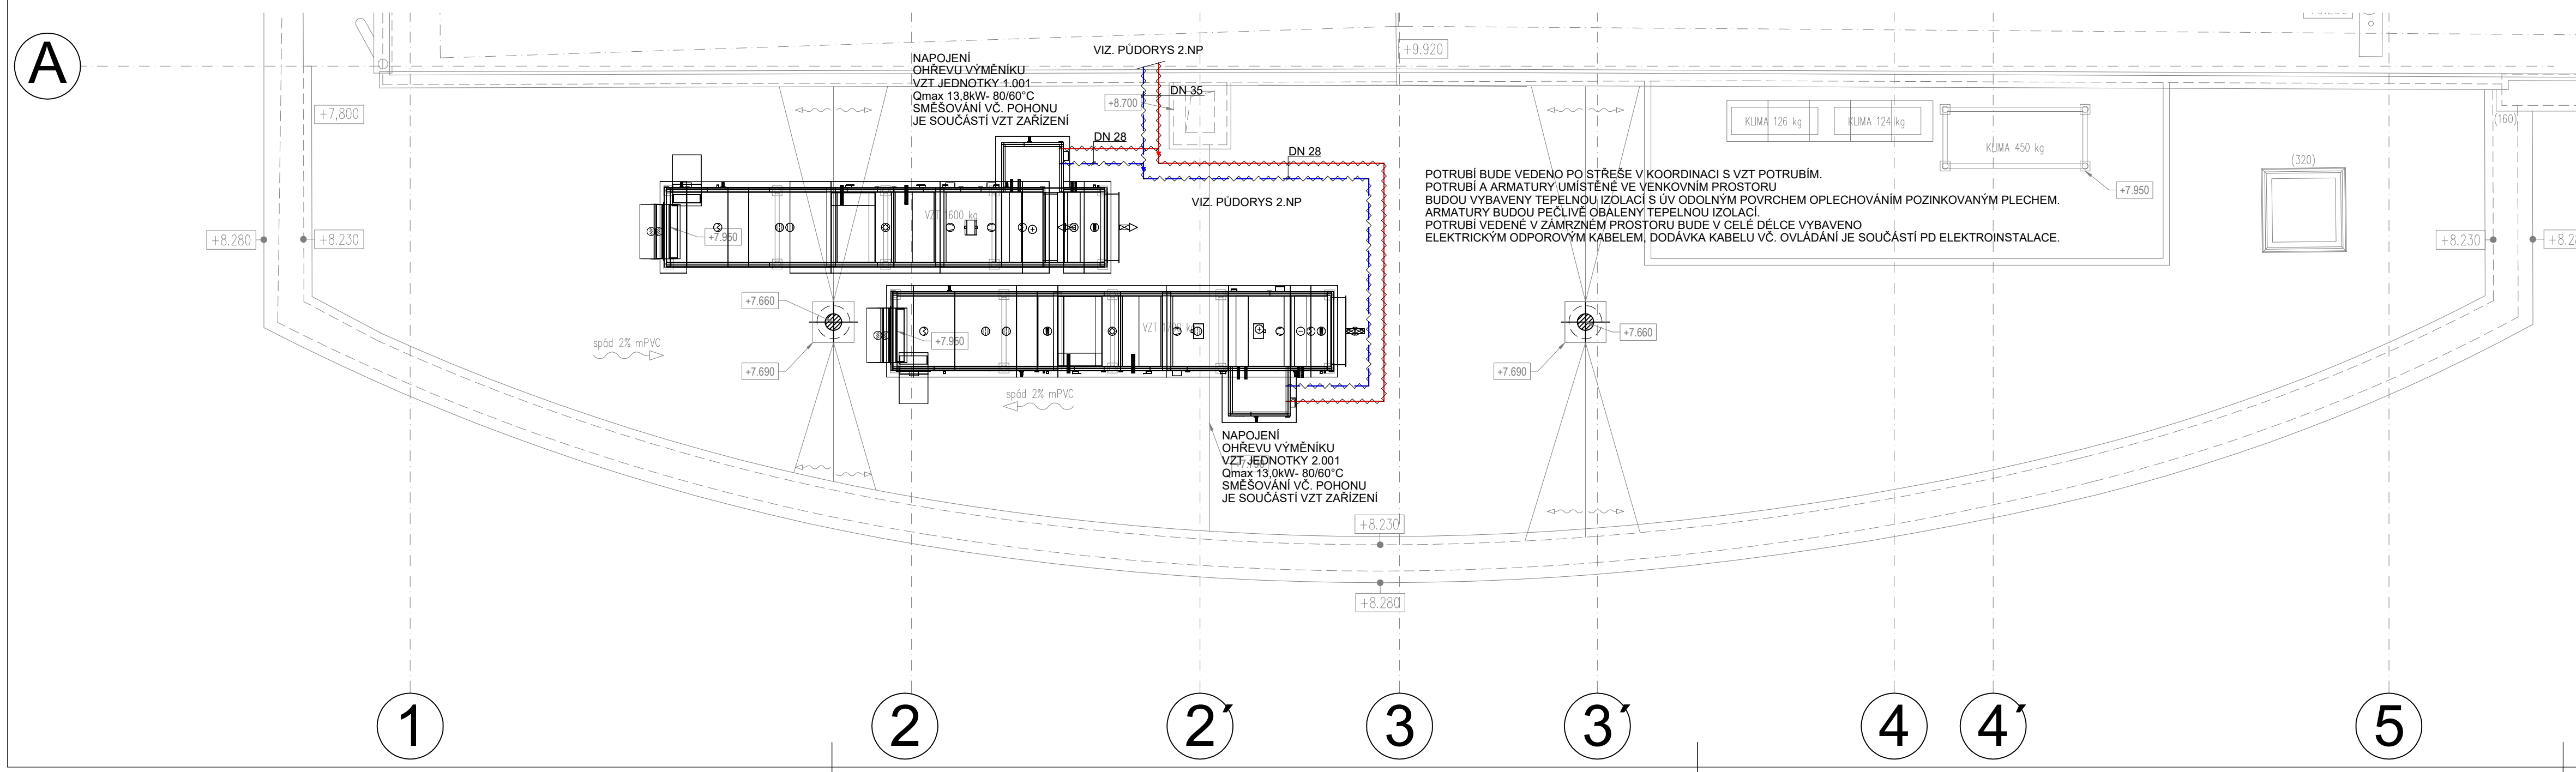 A
+9.920
VIZ. PŮDORYS 2.NP
NAPOJENÍ
OHŘEVU VÝMĚNÍKU
VZT JEDNOTKY 1.001
Qmax 13,8kW- 80/60°C
SMĚŠOVÁNÍ VČ. POHONU
JE SOUČÁSTÍ VZT ZAŘÍZENÍ
+7,800
+8.700
DN 35
DN 28
DN 28
KLIMA 126 kg
KLIMA 124 kg
KLIMA 450 kg
(160)
(320)
+7.950
POTRUBÍ BUDE VEDENO PO STŘEŠE V KOORDINACI S VZT POTRUBÍM.
POTRUBÍ A ARMATURY UMÍSTĚNÉ VE VENKOVNÍM PROSTORU
BUDOU VYBAVENY TEPELNOU IZOLACÍ S ÚV ODOLNÝM POVRCHEM OPLECHOVÁNÍM POZINKOVANÝM PLECHEM.
ARMATURY BUDOU PEČLIVĚ OBALENY TEPELNOU IZOLACÍ.
POTRUBÍ VEDENÉ V ZÁMRZNÉM PROSTORU BUDE V CELÉ DÉLCE VYBAVENO
ELEKTRICKÝM ODPOROVÝM KABELEM, DODÁVKA KABELU VČ. OVLÁDÁNÍ JE SOUČÁSTÍ PD ELEKTROINSTALACE.
VIZ. PŮDORYS 2.NP
VZT 1600 kg
+7.950
+8.280
+8.230
+8.230
+7.660
+7.690
VZT
+7.950
+7.660
+7.690
spád 2% mPVC
spád 2% mPVC
NAPOJENÍ
OHŘEVU VÝMĚNÍKU
VZT JEDNOTKY 2.001
Qmax 13,0kW- 80/60°C
SMĚŠOVÁNÍ VČ. POHONU
JE SOUČÁSTÍ VZT ZAŘÍZENÍ
+8.230
+8.280
1
2
2´
3
3´
4
4´
5